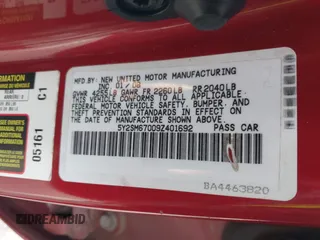 MFD BY NEW UNITED MOTOR MANUFACTURING
INC 01/08
GVWR 4255LB GAWR FR 2260LB RR 2040LB
THIS VEHICLE CONFORMS TO ALL APPLICABLE
FEDERAL MOTOR VEHICLE SAFETY, BUMPER, AND
THEFT PREVENTION STANDARDS IN EFFECT ON
THE DATE OF MANUFACTURE SHOWN ABOVE.
5Y2SM67009Z401692 PASS CAR
BA4463820
C1
05161
DREAMBID